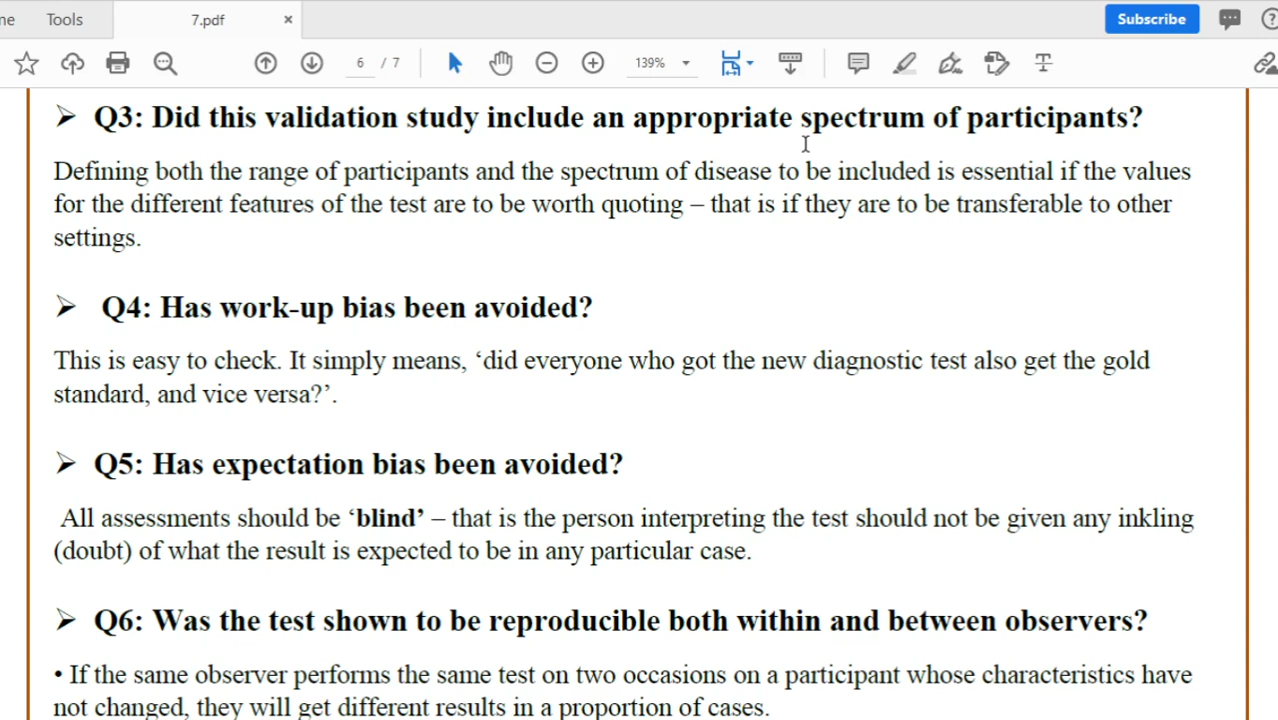 me Tools 7.pdf × Subscribe ?
6 / 7 139%
➢ Q3: Did this validation study include an appropriate spectrum of participants?
Defining both the range of participants and the spectrum of disease to be included is essential if the values
for the different features of the test are to be worth quoting – that is if they are to be transferable to other
settings.
➢ Q4: Has work-up bias been avoided?
This is easy to check. It simply means, ‘did everyone who got the new diagnostic test also get the gold
standard, and vice versa?’.
➢ Q5: Has expectation bias been avoided?
All assessments should be ‘blind’ – that is the person interpreting the test should not be given any inkling
(doubt) of what the result is expected to be in any particular case.
➢ Q6: Was the test shown to be reproducible both within and between observers?
• If the same observer performs the same test on two occasions on a participant whose characteristics have
not changed, they will get different results in a proportion of cases.